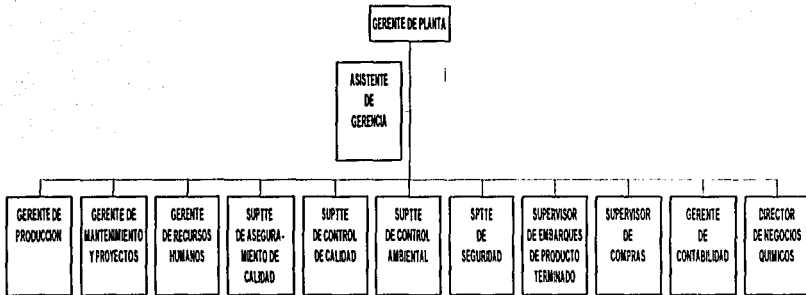 GERENTE DE PLANTA
ASISTENTE
DE
GERENCIA
GERENTE DE
PRODUCCION
GERENTE DE
MANTENIMIENTO
Y PROYECTOS
GERENTE
DE RECURSOS
HUMANOS
SUPTTE
DE ASEGURA-
MIENTO DE
CALIDAD
SUPTTE
DE CONTROL
DE CALIDAD
SUPTTE
DE CONTROL
AMBIENTAL
SPTTE
DE
SEGURIDAD
SUPERVISOR
DE EMBARQUES
DE PRODUCTO
TERMINADO
SUPERVISOR
DE
COMPRAS
GERENTE
DE
CONTABILIDAD
DIRECTOR
DE NEGOCIOS
QUIMICOS